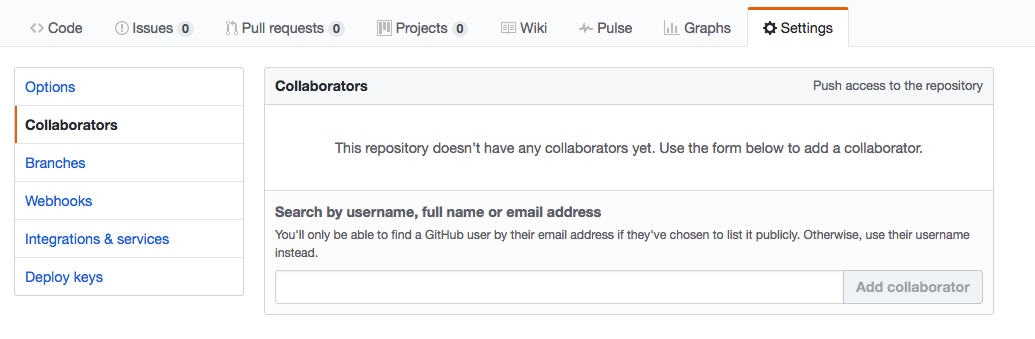 Code Issues 0 Pull requests 0 Projects 0 Wiki Pulse Graphs Settings
Options
Collaborators
Branches
Webhooks
Integrations & services
Deploy keys
Collaborators Push access to the repository
This repository doesn't have any collaborators yet. Use the form below to add a collaborator.
Search by username, full name or email address
You'll only be able to find a GitHub user by their email address if they've chosen to list it publicly. Otherwise, use their username
instead.
Add collaborator